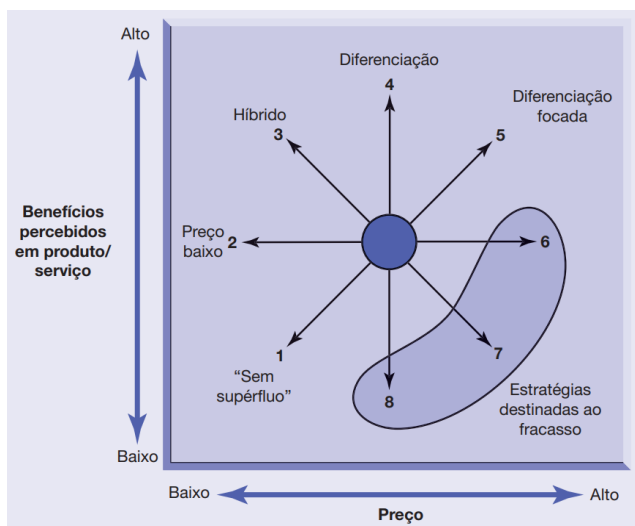 Alto
Diferenciação
4
Diferenciação
focada
5
Híbrido
3
Benefícios
percebidos
em produto/
serviço
Preço
baixo
2
6
1
"Sem
supérfluo"
7
8
Estratégias
destinadas ao
fracasso
Baixo
Baixo
Alto
Preço